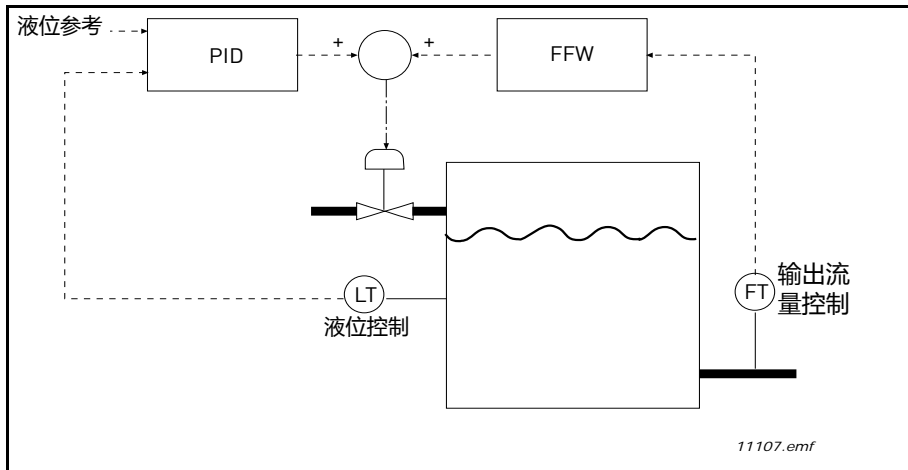 液位参考
PID
+
+
FFW
LT
液位控制
FT
输出流
量控制
11107.emf